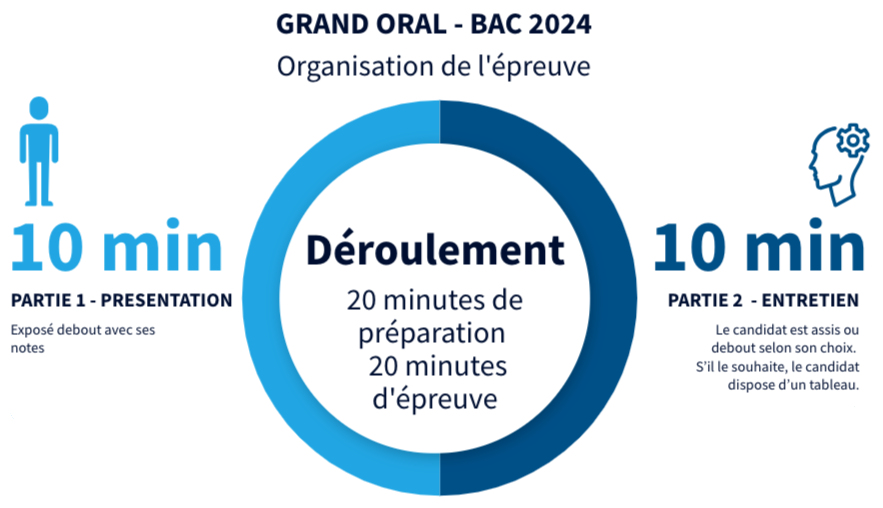 GRAND ORAL - BAC 2024
Organisation de l'épreuve
10 min
PARTIE 1 - PRESENTATION
Exposé debout avec ses
notes
Déroulement
20 minutes de
préparation
20 minutes
d'épreuve
10 min
PARTIE 2 - ENTRETIEN
Le candidat est assis ou
debout selon son choix.
S'il le souhaite, le candidat
dispose d'un tableau.